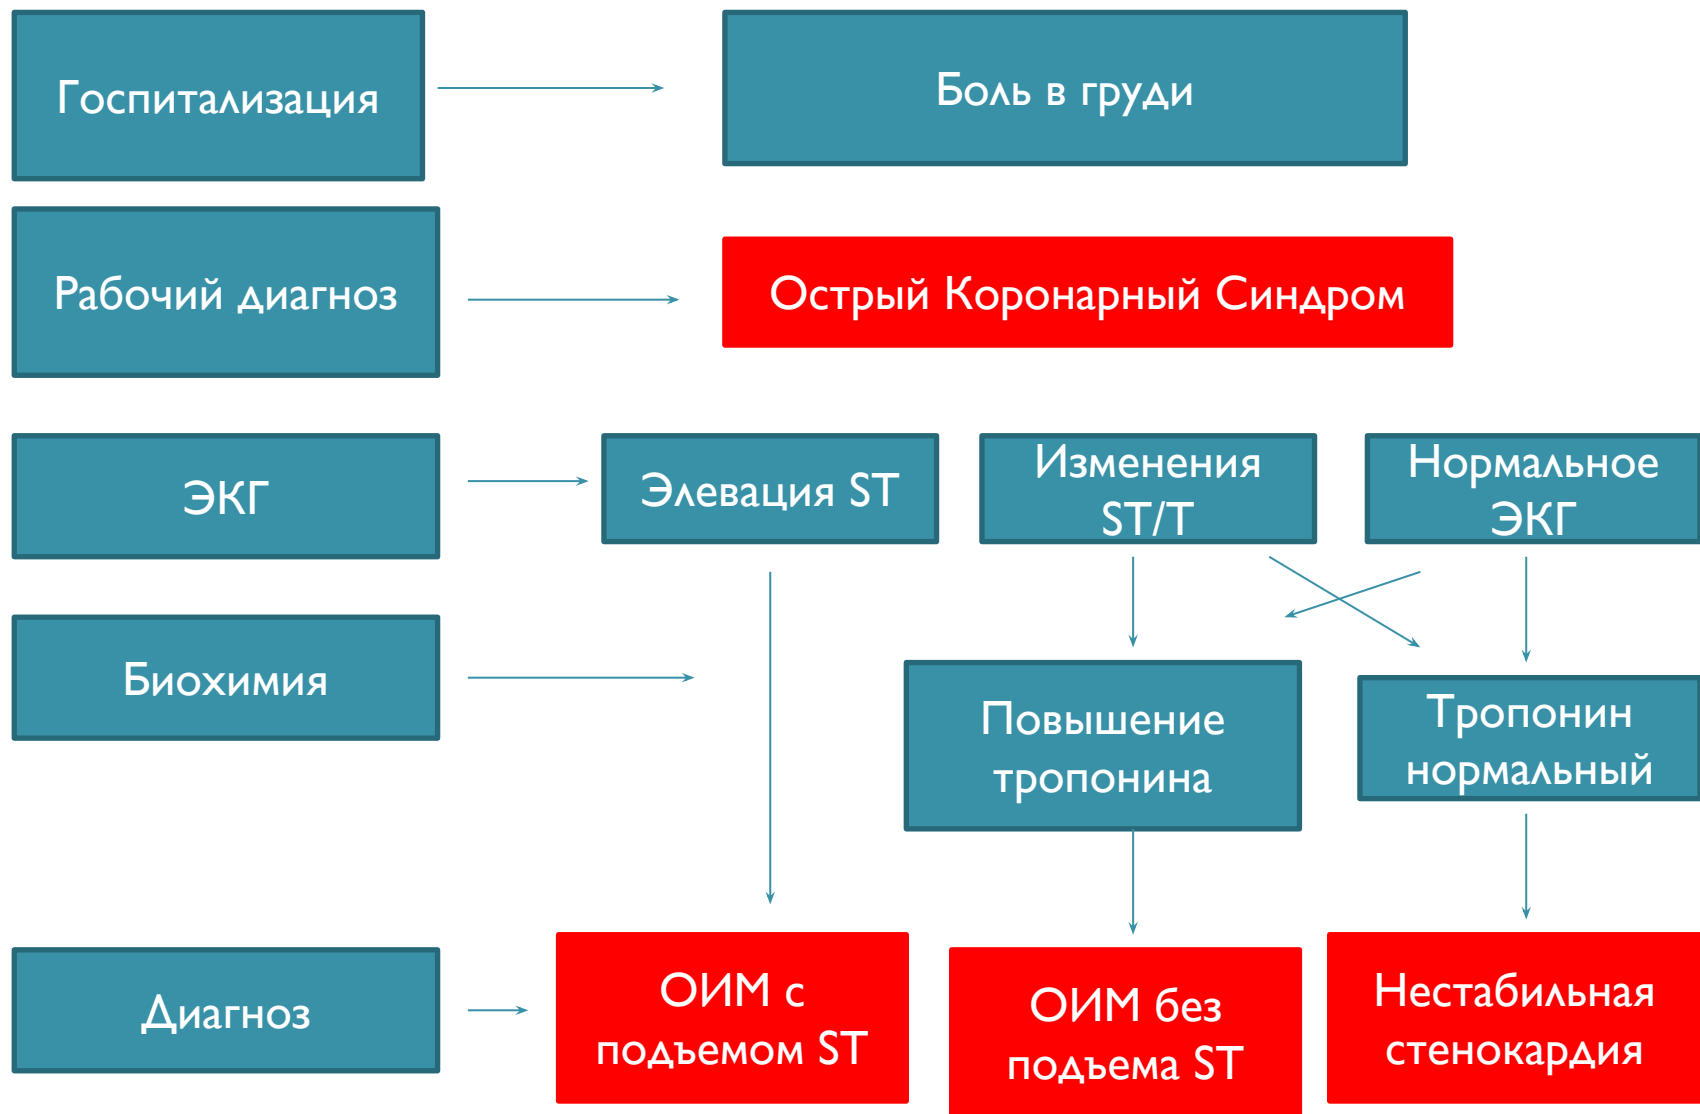 Госпитализация
Боль в груди
Рабочий диагноз
Острый Коронарный Синдром
ЭКГ
Элевация ST
Изменения
ST/T
Нормальное
ЭКГ
Биохимия
Повышение
тропонина
Тропонин
нормальный
Диагноз
ОИМ с
подъемом ST
ОИМ без
подъема ST
Нестабильная
стенокардия